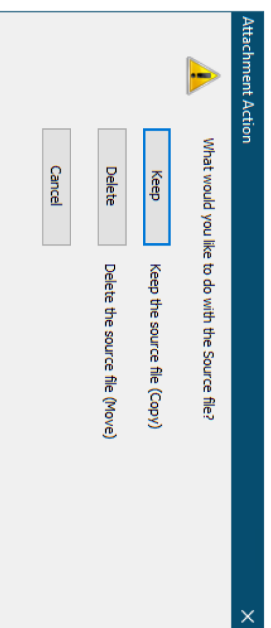 Attachment Action
What would you like to do with the Source file?
Keep Keep the source file (Copy)
Delete Delete the source file (Move)
Cancel